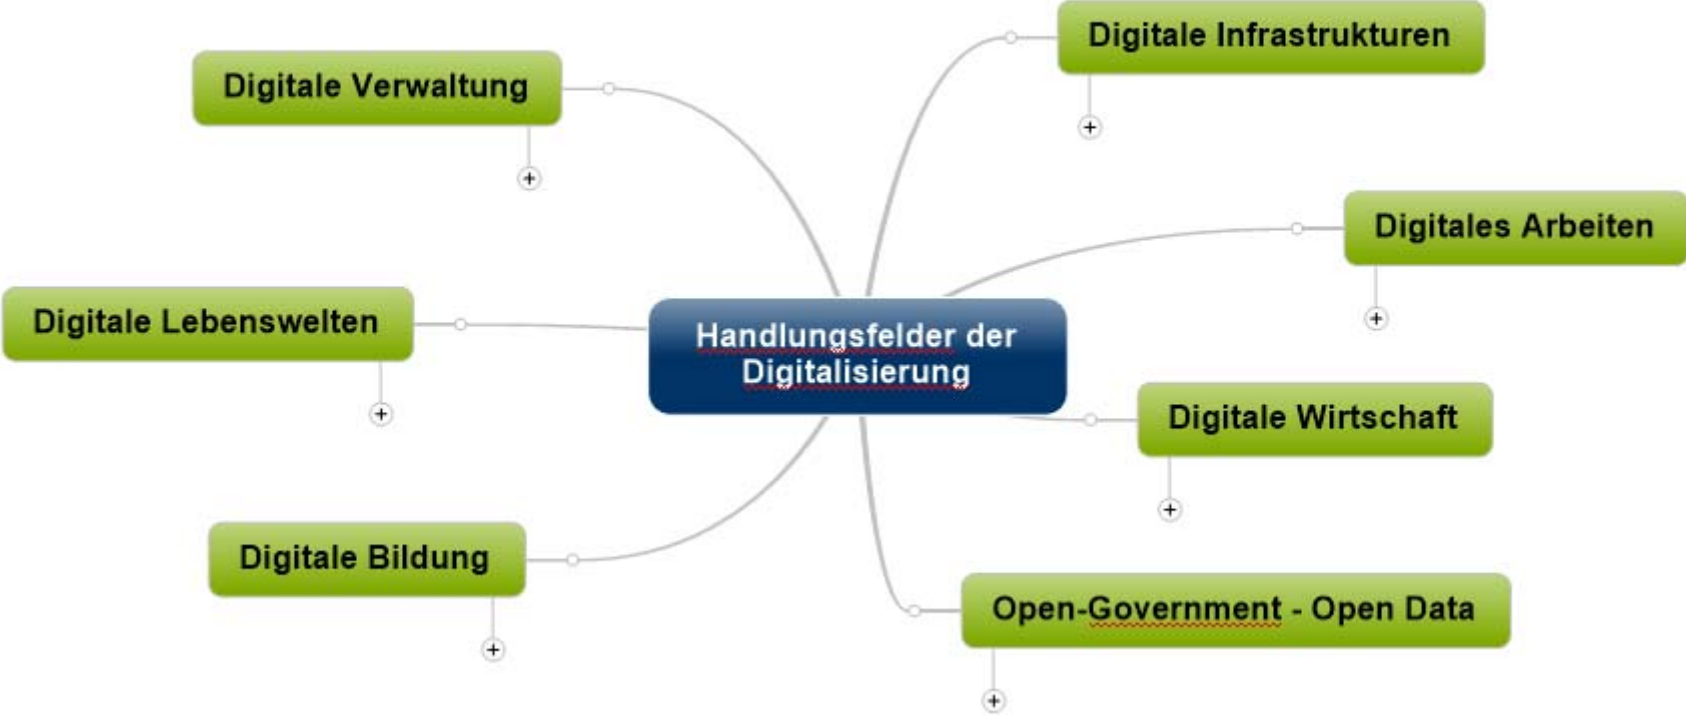 Digitale Infrastrukturen
Digitale Verwaltung
Digitales Arbeiten
Digitale Lebenswelten
Handlungsfelder der
Digitalisierung
Digitale Wirtschaft
Digitale Bildung
Open-Government - Open Data